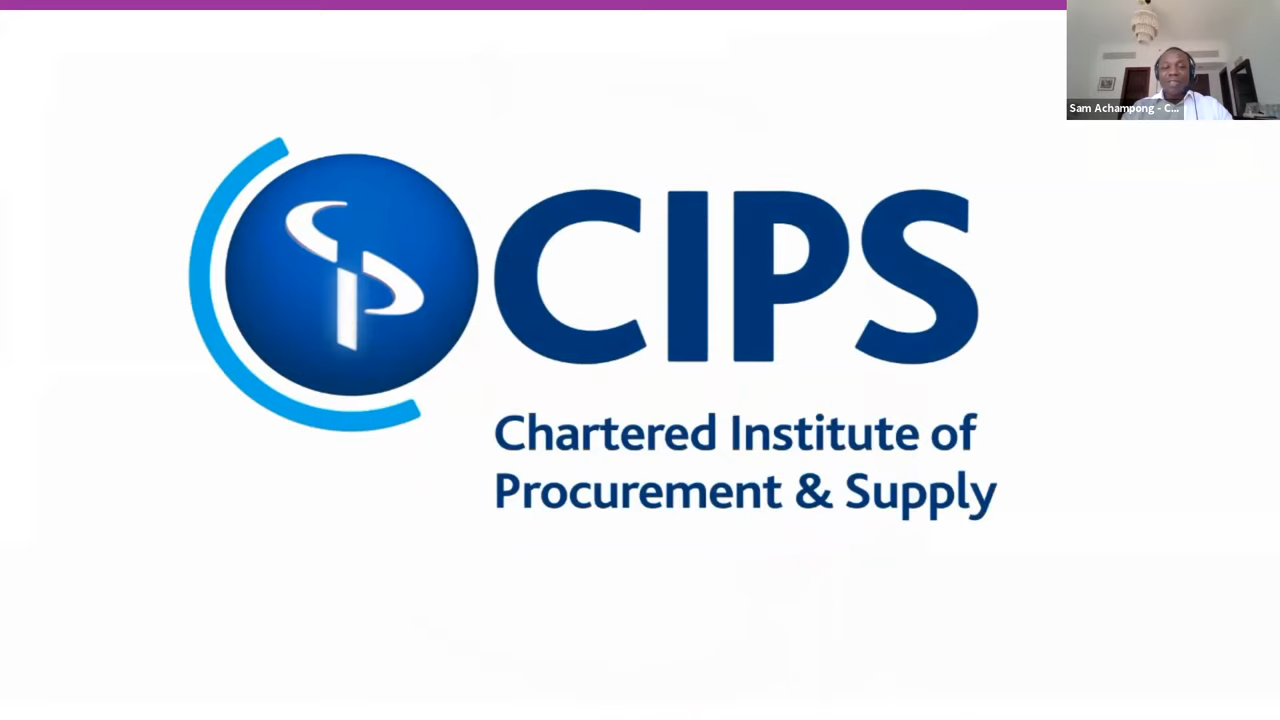 Sam Achampong - C...
CIPS
Chartered Institute of
Procurement & Supply